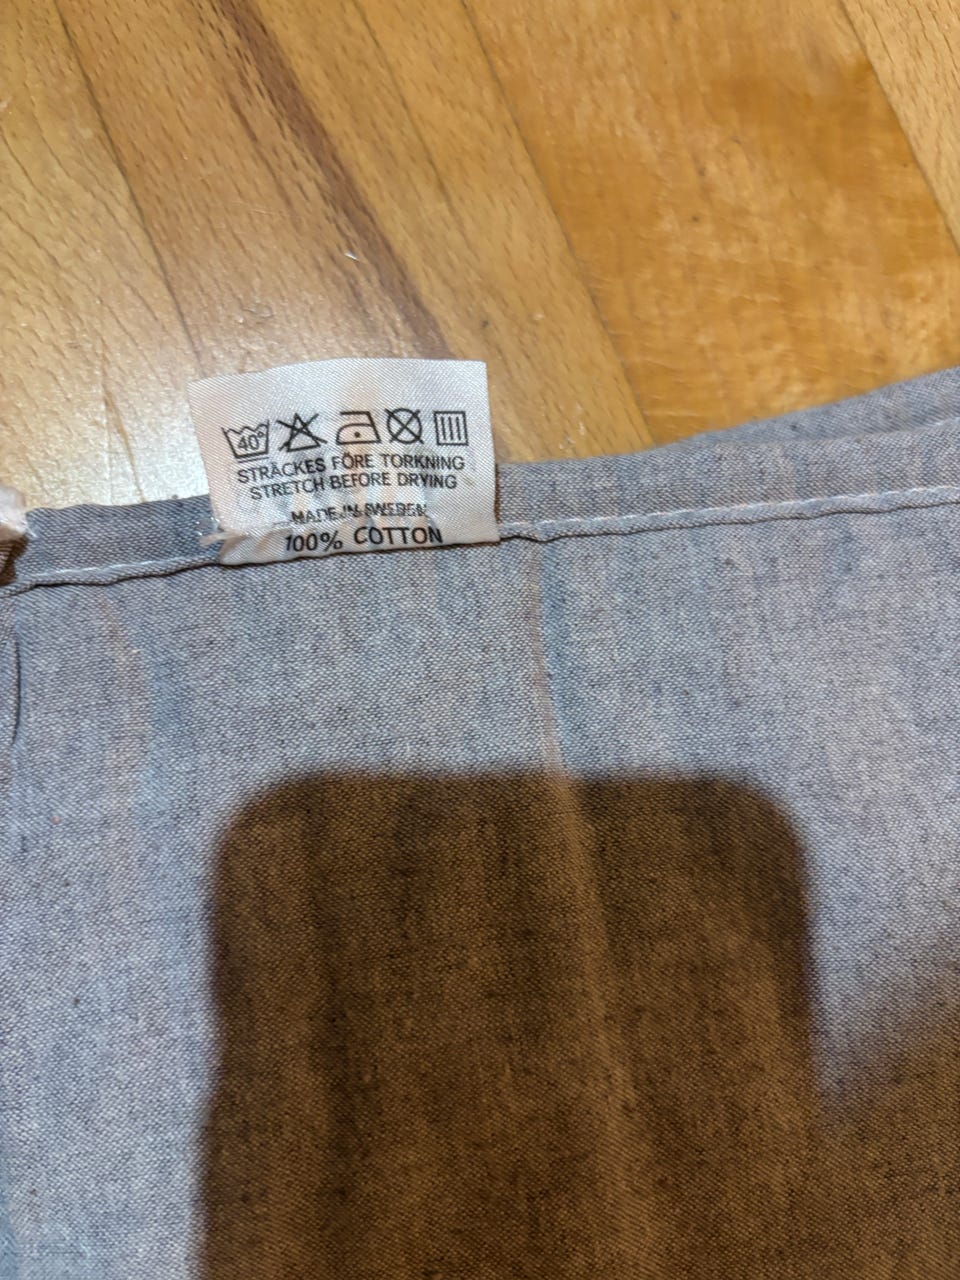 40°
STRÄCKES FÖRE TORKNING
STRETCH BEFORE DRYING
MADE IN SWEDEN
100% COTTON